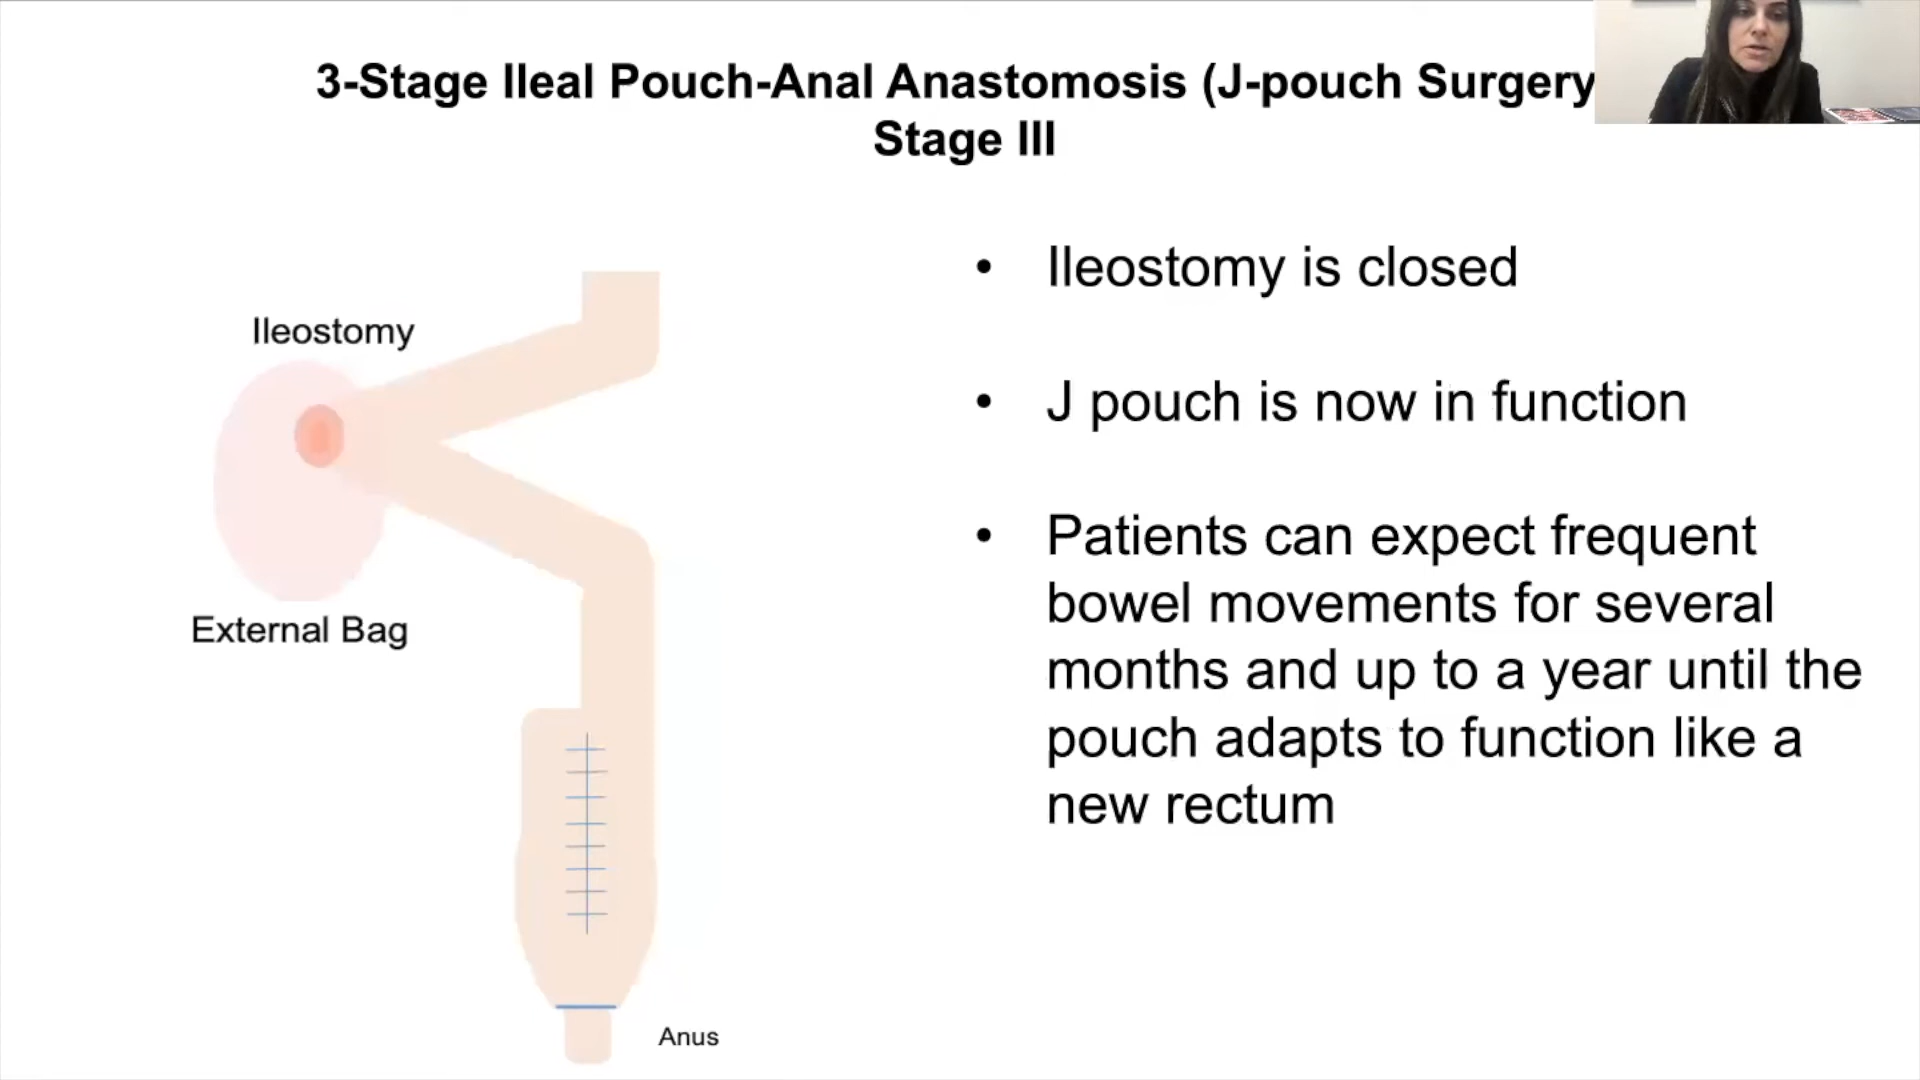 3-Stage Ileal Pouch-Anal Anastomosis (J-pouch Surgery
Stage III
Ileostomy
External Bag
Anus
• Ileostomy is closed
• J pouch is now in function
• Patients can expect frequent
bowel movements for several
months and up to a year until the
pouch adapts to function like a
new rectum